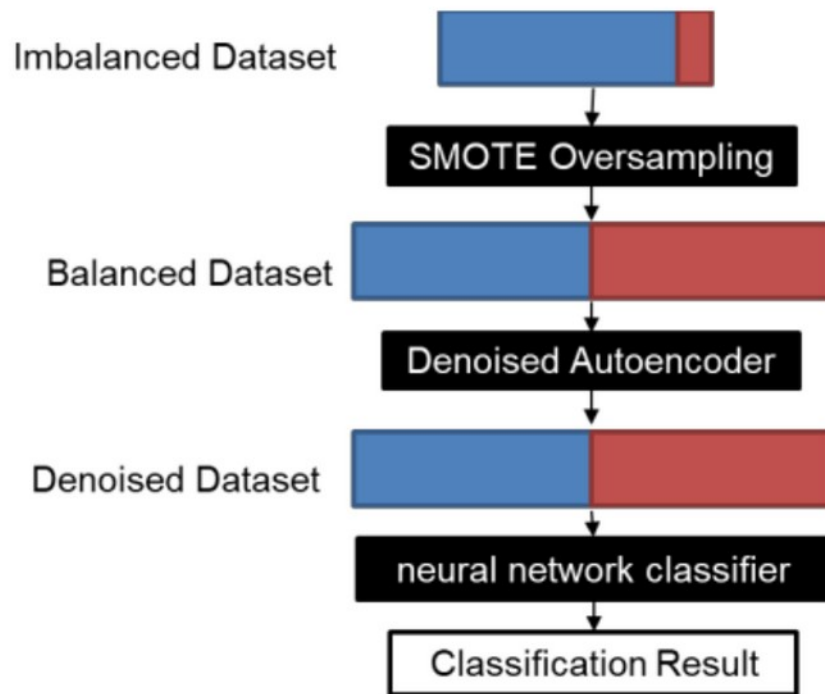 Imbalanced Dataset
SMOTE Oversampling
Balanced Dataset
Denoised Autoencoder
Denoised Dataset
neural network classifier
Classification Result